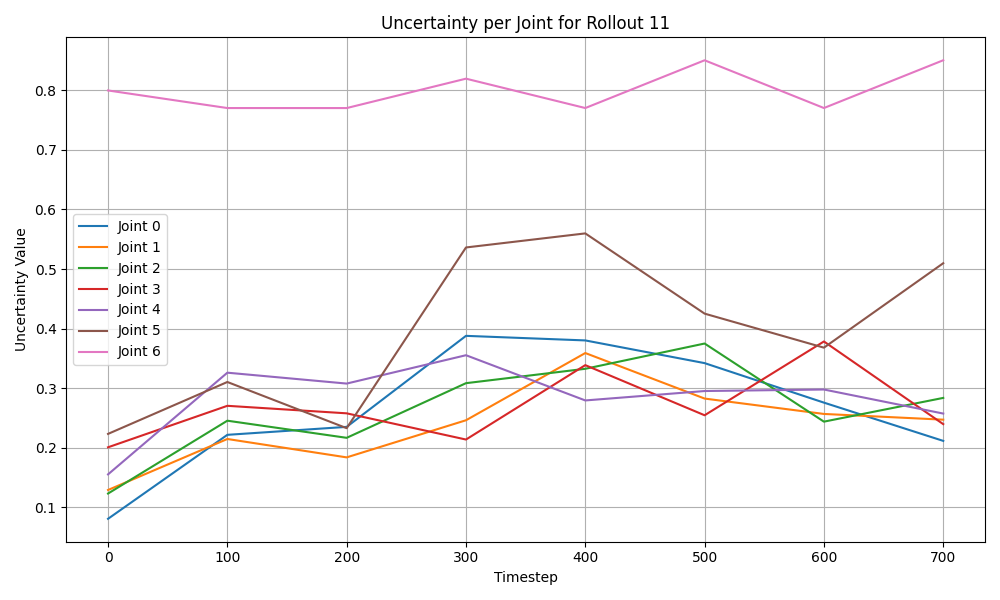 Uncertainty per Joint for Rollout 11
Uncertainty Value
0.8
0.7
0.6
0.5
0.4
0.3
0.2
0.1
Joint 0
Joint 1
Joint 2
Joint 3
Joint 4
Joint 5
Joint 6
0 100 200 300 400 500 600 700
Timestep